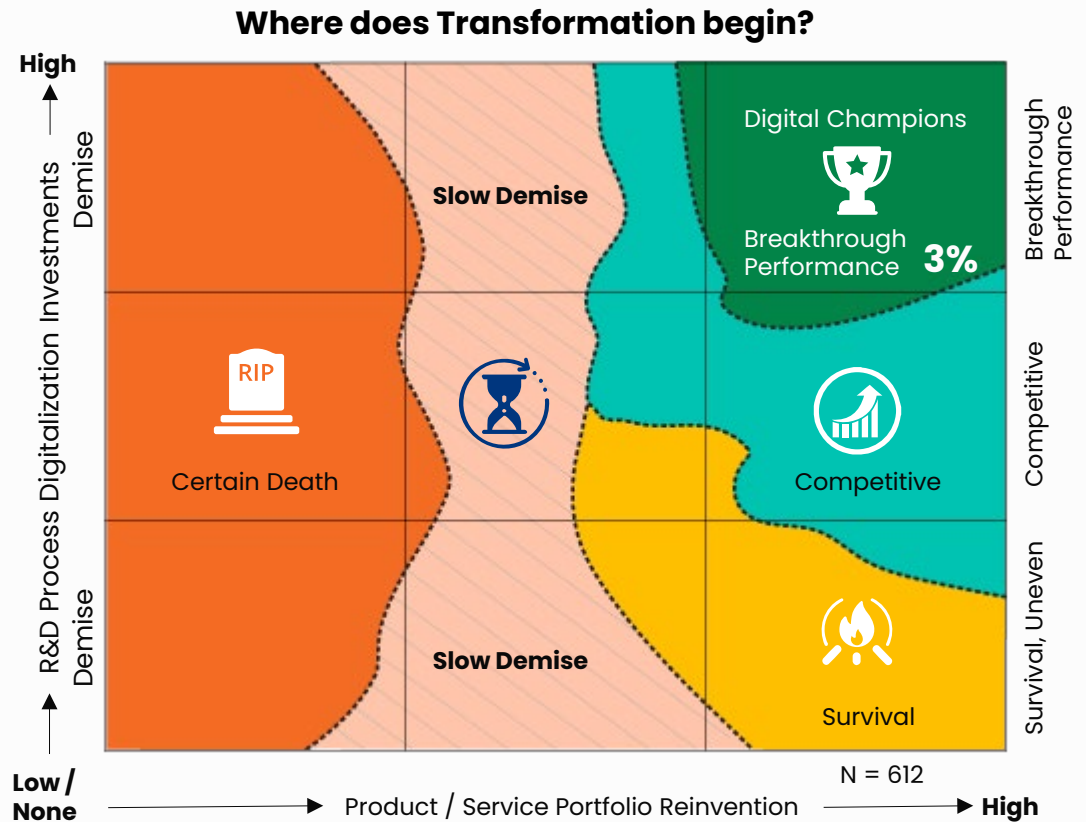 Where does Transformation begin?
High
R&D Process Digitalization Investments
Demise
Demise
Slow Demise
Digital Champions
Breakthrough
Performance
3%
Breakthrough
Performance
RIP
Certain Death
Competitive
Competitive
Slow Demise
Survival
Survival, Uneven
N = 612
Low /
None
Product / Service Portfolio Reinvention
High